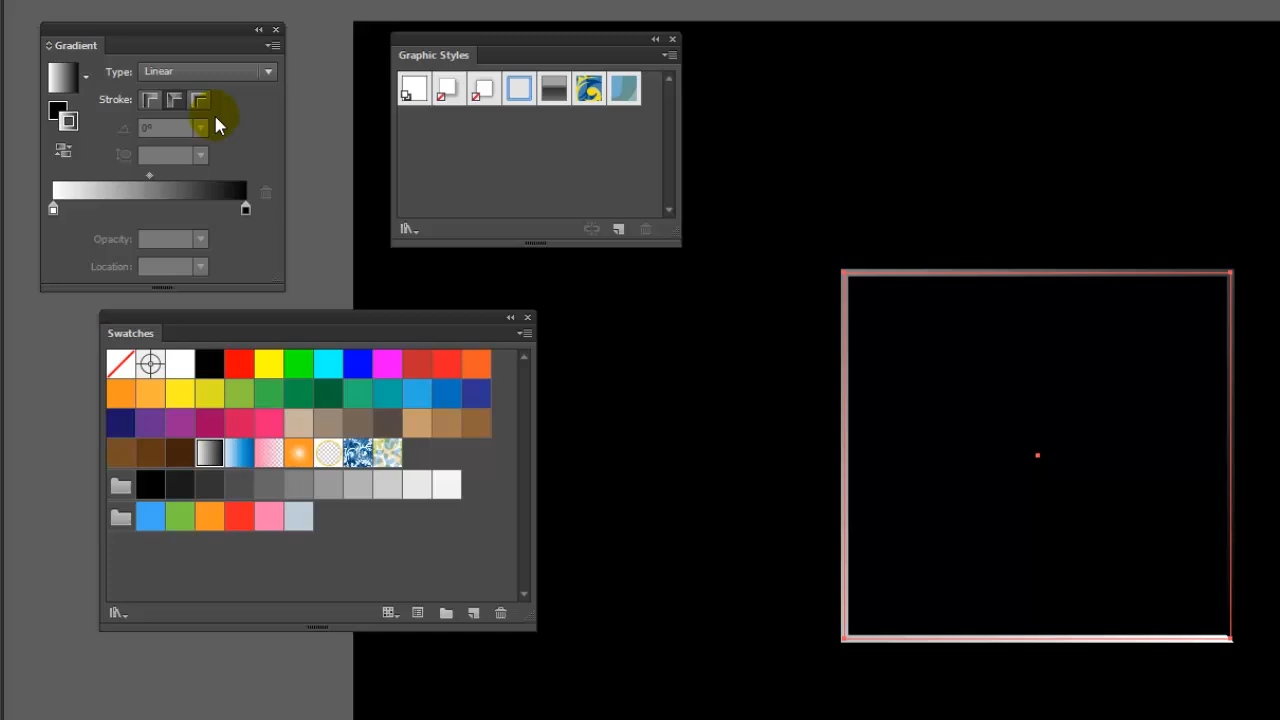 Gradient
Type: Linear
Stroke:
0°
Opacity:
Location:
Graphic Styles
Swatches